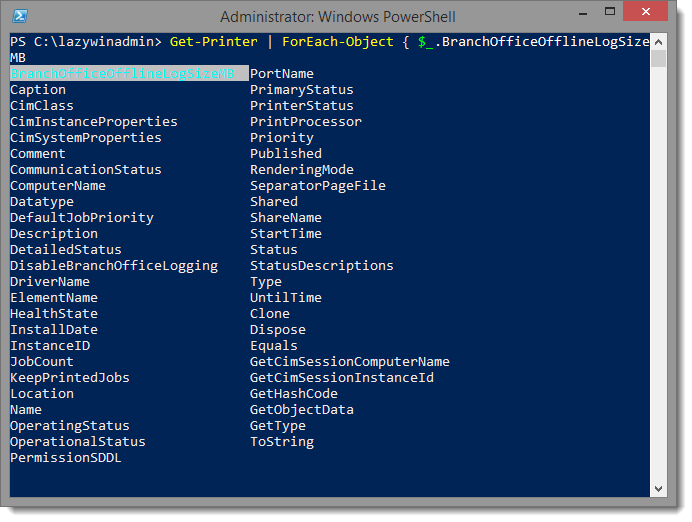 Administrator: Windows PowerShell
PS C:\lazywinadmin> Get-Printer | ForEach-Object { $_.BranchOfficeOfflineLogSize
MB
BranchOfficeOfflineLogSizeMB PortName
Caption PrimaryStatus
CimClass PrinterStatus
CimInstanceProperties PrintProcessor
CimSystemProperties Priority
Comment Published
CommunicationStatus RenderingMode
ComputerName SeparatorPageFile
Datatype Shared
DefaultJobPriority ShareName
Description StartTime
DetailedStatus Status
DisableBranchOfficeLogging StatusDescriptions
DriverName Type
ElementName UntilTime
HealthState Clone
InstallDate Dispose
InstanceID Equals
JobCount GetCimSessionComputerName
KeepPrintedJobs GetCimSessionInstanceId
Location GetHashCode
Name GetObjectData
OperatingStatus GetType
OperationalStatus ToString
PermissionSDDL